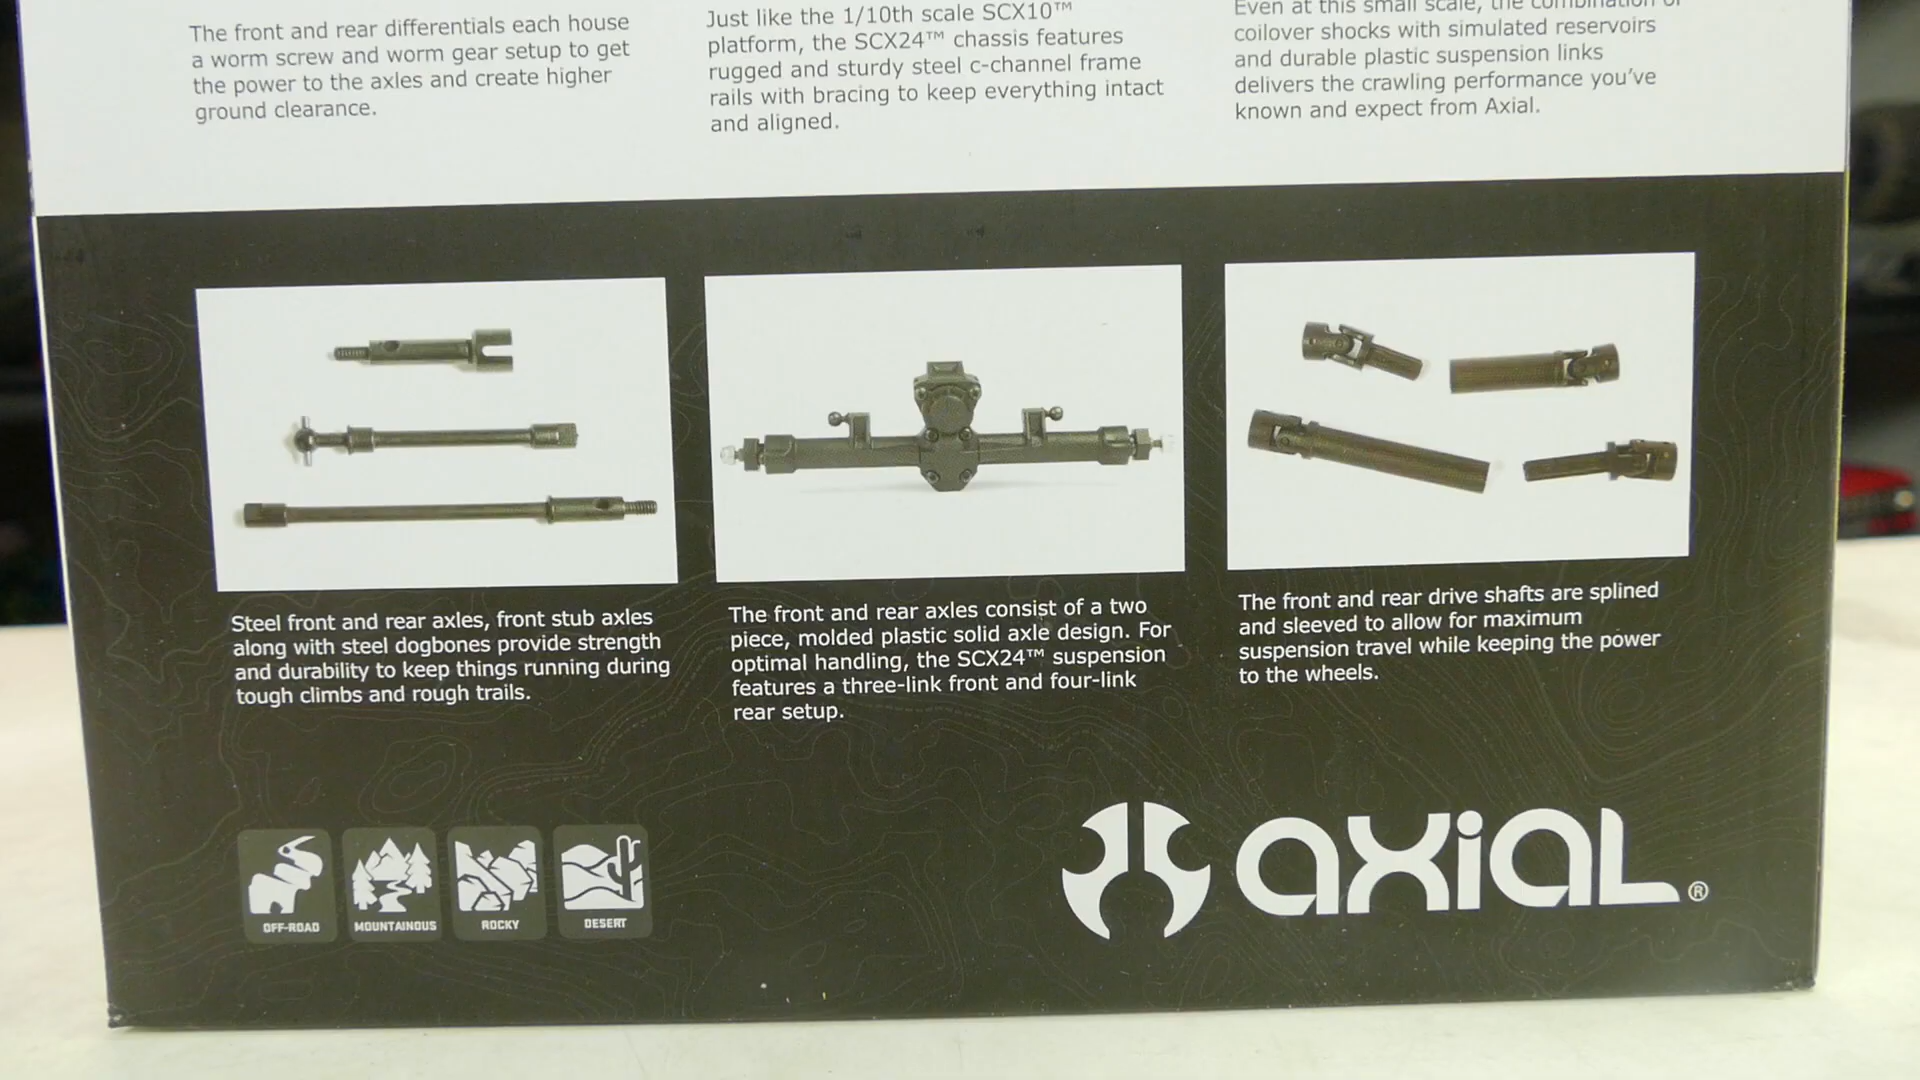 The front and rear differentials each house
a worm screw and worm gear setup to get
the power to the axles and create higher
ground clearance.
Just like the 1/10th scale SCX10™
platform, the SCX24™ chassis features
rugged and sturdy steel c-channel frame
rails with bracing to keep everything intact
and aligned.
Even at this small scale, the combination of
coilover shocks with simulated reservoirs
and durable plastic suspension links
delivers the crawling performance you've
known and expect from Axial.
Steel front and rear axles, front stub axles
along with steel dogbones provide strength
and durability to keep things running during
tough climbs and rough trails.
The front and rear axles consist of a two
piece, molded plastic solid axle design. For
optimal handling, the SCX24™ suspension
features a three-link front and four-link
rear setup.
The front and rear drive shafts are splined
and sleeved to allow for maximum
suspension travel while keeping the power
to the wheels.
OFF-ROAD
MOUNTAINOUS
ROCKY
DESERT
AXIAL®